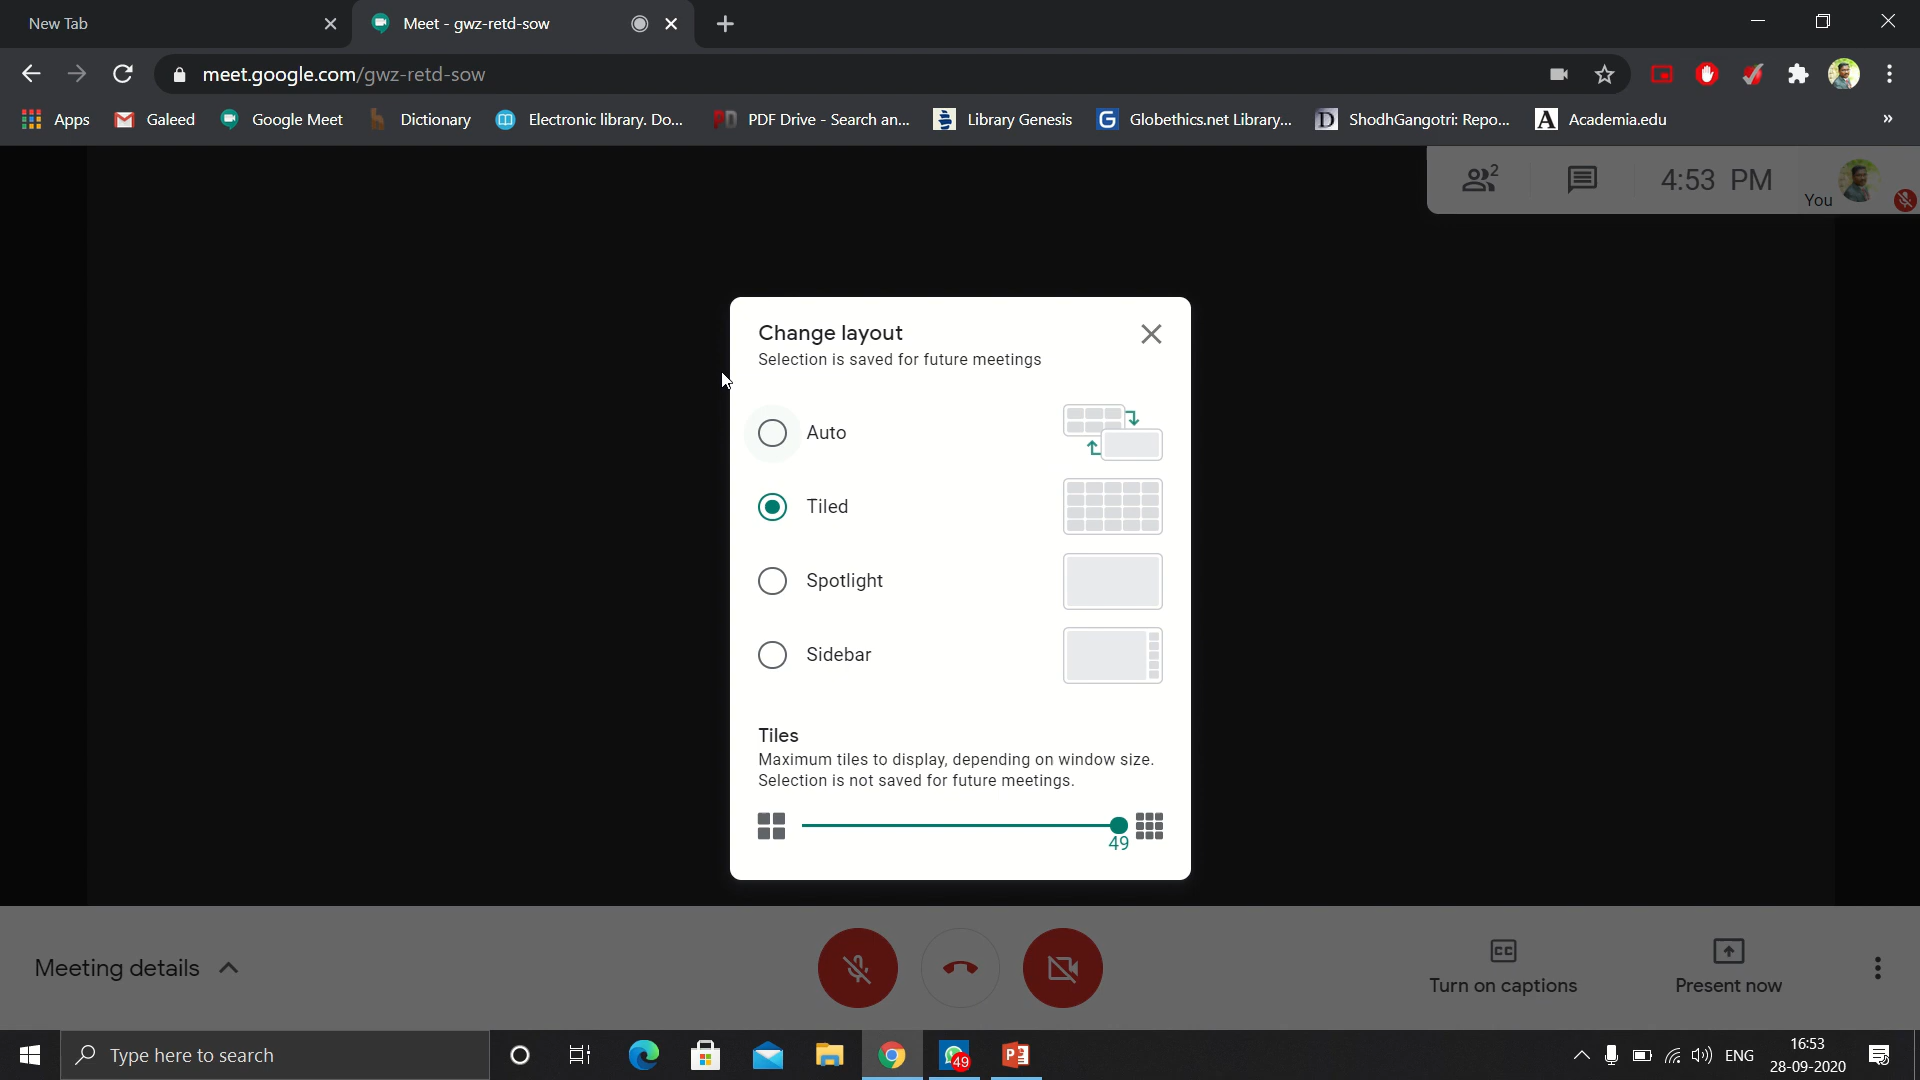 New Tab
Meet - gwz-retd-sow
meet.google.com/gwz-retd-sow
Apps
Galeed
Google Meet
Dictionary
Electronic library. Do...
PDF Drive - Search an...
Library Genesis
Globethics.net Library...
ShodhGangotri: Repo...
Academia.edu
»
2
4:53 PM
You
Change layout
Selection is saved for future meetings
Auto
Tiled
Spotlight
Sidebar
Tiles
Maximum tiles to display, depending on window size.
Selection is not saved for future meetings.
49
Meeting details
CC
Turn on captions
Present now
Type here to search
49
ENG
16:53
28-09-2020